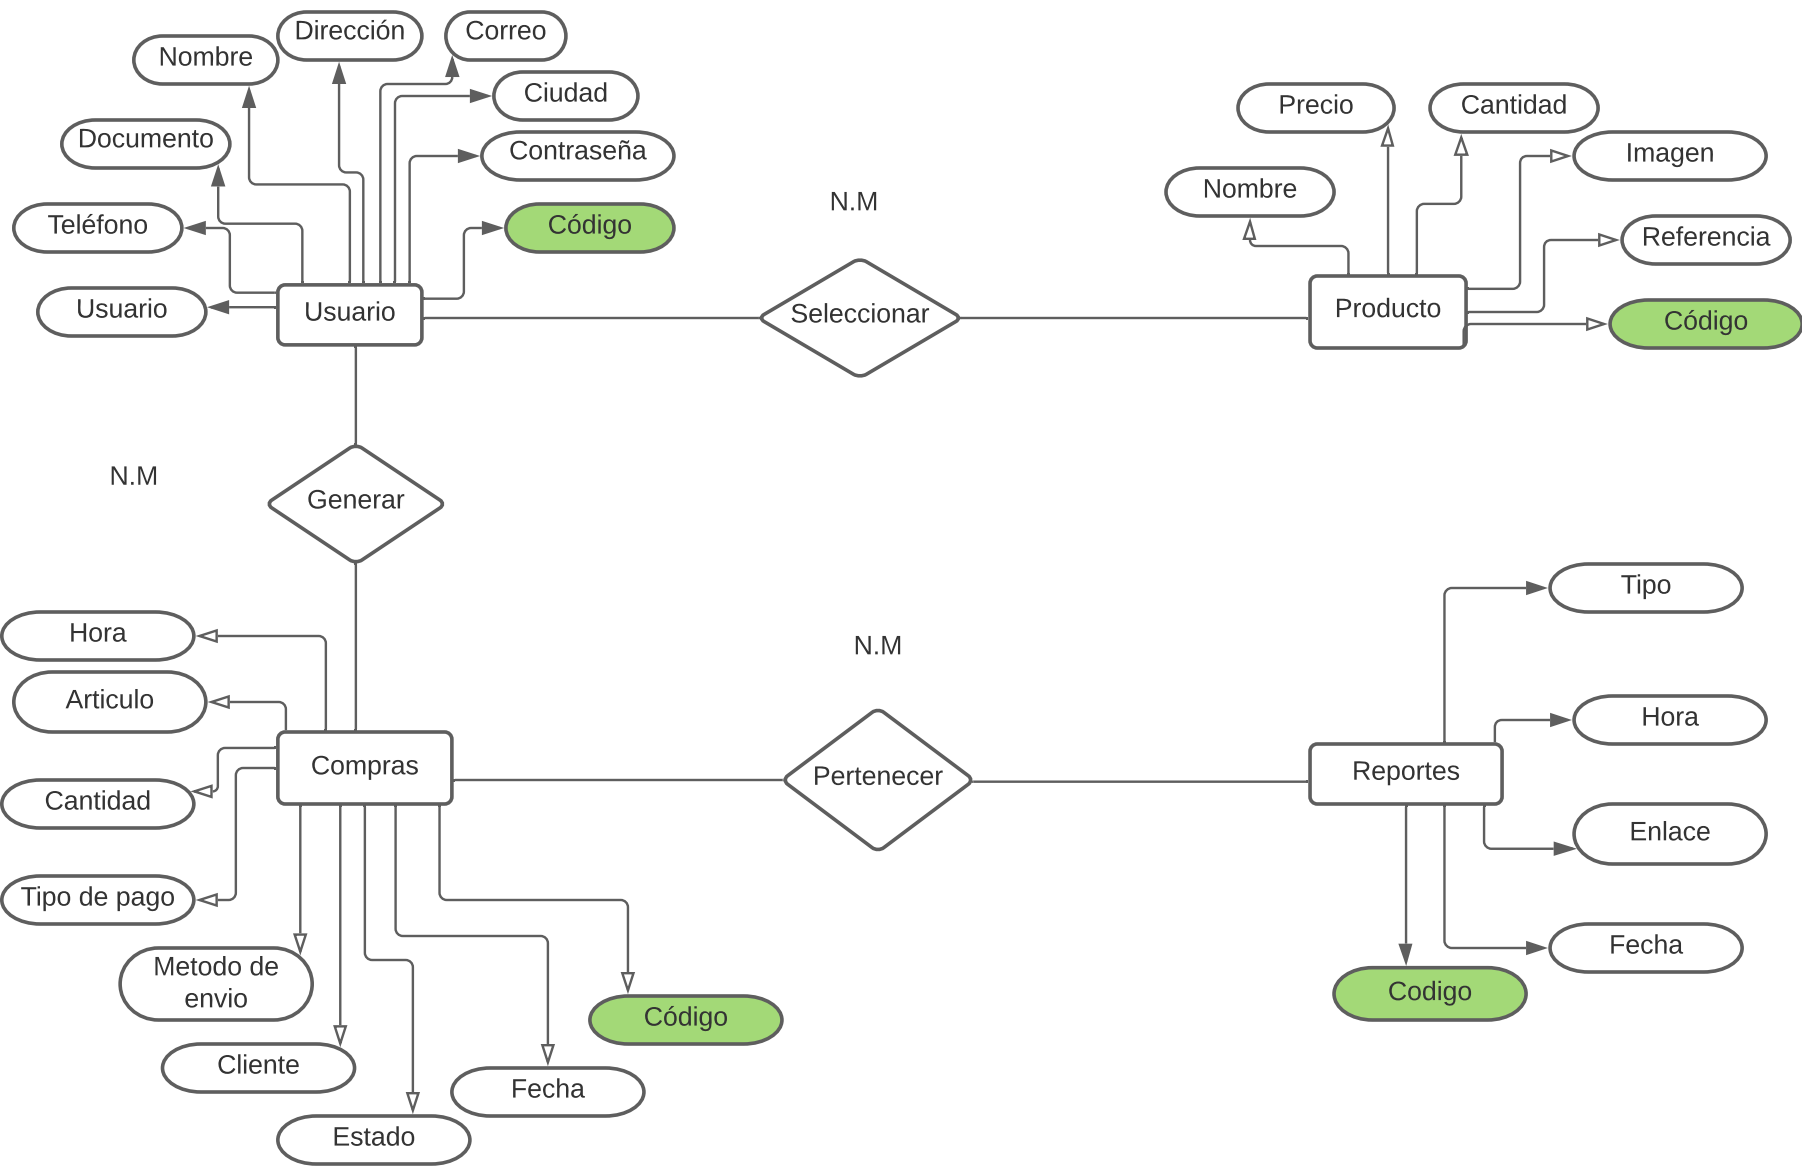 Dirección
Correo
Nombre
Ciudad
Documento
Contraseña
Teléfono
Código
Usuario
Usuario
N.M
Seleccionar
Precio
Cantidad
Imagen
Nombre
Referencia
Producto
Código
N.M
Generar
Hora
Articulo
Compras
Cantidad
Tipo de pago
Metodo de
envio
Cliente
Estado
Fecha
Código
N.M
Pertenecer
Tipo
Hora
Reportes
Enlace
Fecha
Codigo